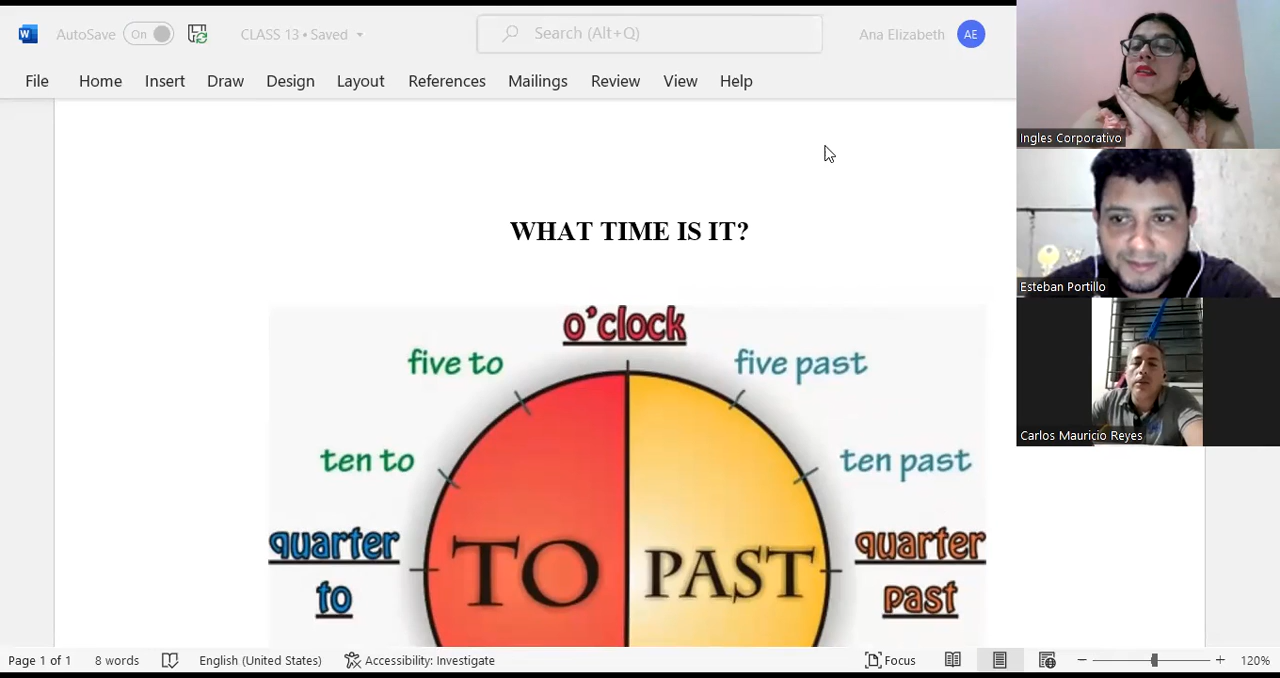 W
AutoSave On CLASS 13 • Saved Search (Alt+Q) Ana Elizabeth AE
File Home Insert Draw Design Layout References Mailings Review View Help
Ingles Corporativo
Esteban Portillo
Carlos Mauricio Reyes
WHAT TIME IS IT?
o'clock
five to five past
ten to ten past
quarter to
quarter past
TO PAST
Page 1 of 1 8 words English (United States) Accessibility: Investigate Focus 120%